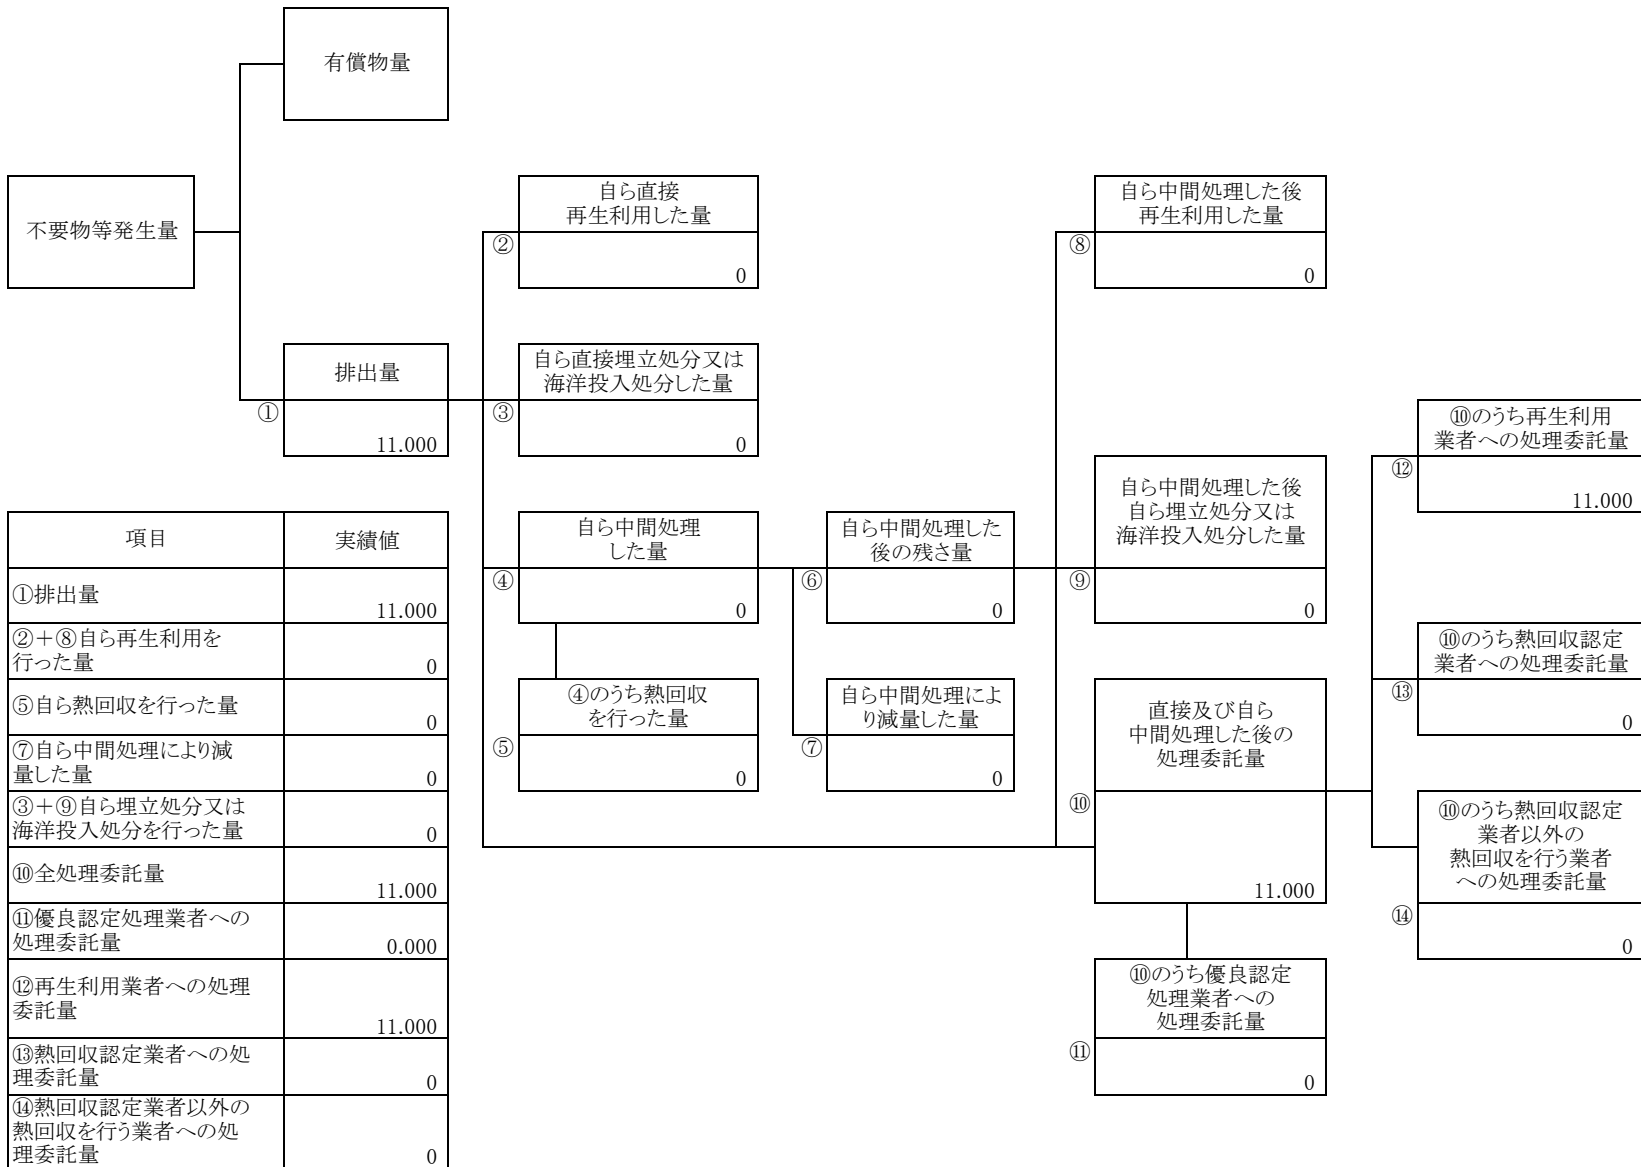 有償物量
不要物等発生量
自ら直接
再生利用した量
②
0
自ら中間処理した後
再生利用した量
⑧
0
排出量
①
11.000
自ら直接埋立処分又は
海洋投入処分した量
③
0
⑩のうち再生利用
業者への処理委託量
⑫
11.000
自ら中間処理
した量
④
0
自ら中間処理した
後の残さ量
⑥
0
自ら中間処理した後
自ら埋立処分又は
海洋投入処分した量
⑨
0
⑩のうち熱回収認定
業者への処理委託量
⑬
0
④のうち熱回収
を行った量
⑤
0
自ら中間処理によ
り減量した量
⑦
0
直接及び自ら
中間処理した後の
処理委託量
⑩
11.000
⑩のうち熱回収認定
業者以外の
熱回収を行う業者
への処理委託量
⑭
0
⑩のうち優良認定
処理業者への
処理委託量
⑪
0
項目
実績値
①排出量
11.000
②＋⑧自ら再生利用を
行った量
0
⑤自ら熱回収を行った量
0
⑦自ら中間処理により減
量した量
0
③＋⑨自ら埋立処分又は
海洋投入処分を行った量
0
⑩全処理委託量
11.000
⑪優良認定処理業者への
処理委託量
0.000
⑫再生利用業者への処理
委託量
11.000
⑬熱回収認定業者への処
理委託量
0
⑭熱回収認定業者以外の
熱回収を行う業者への処
理委託量
0